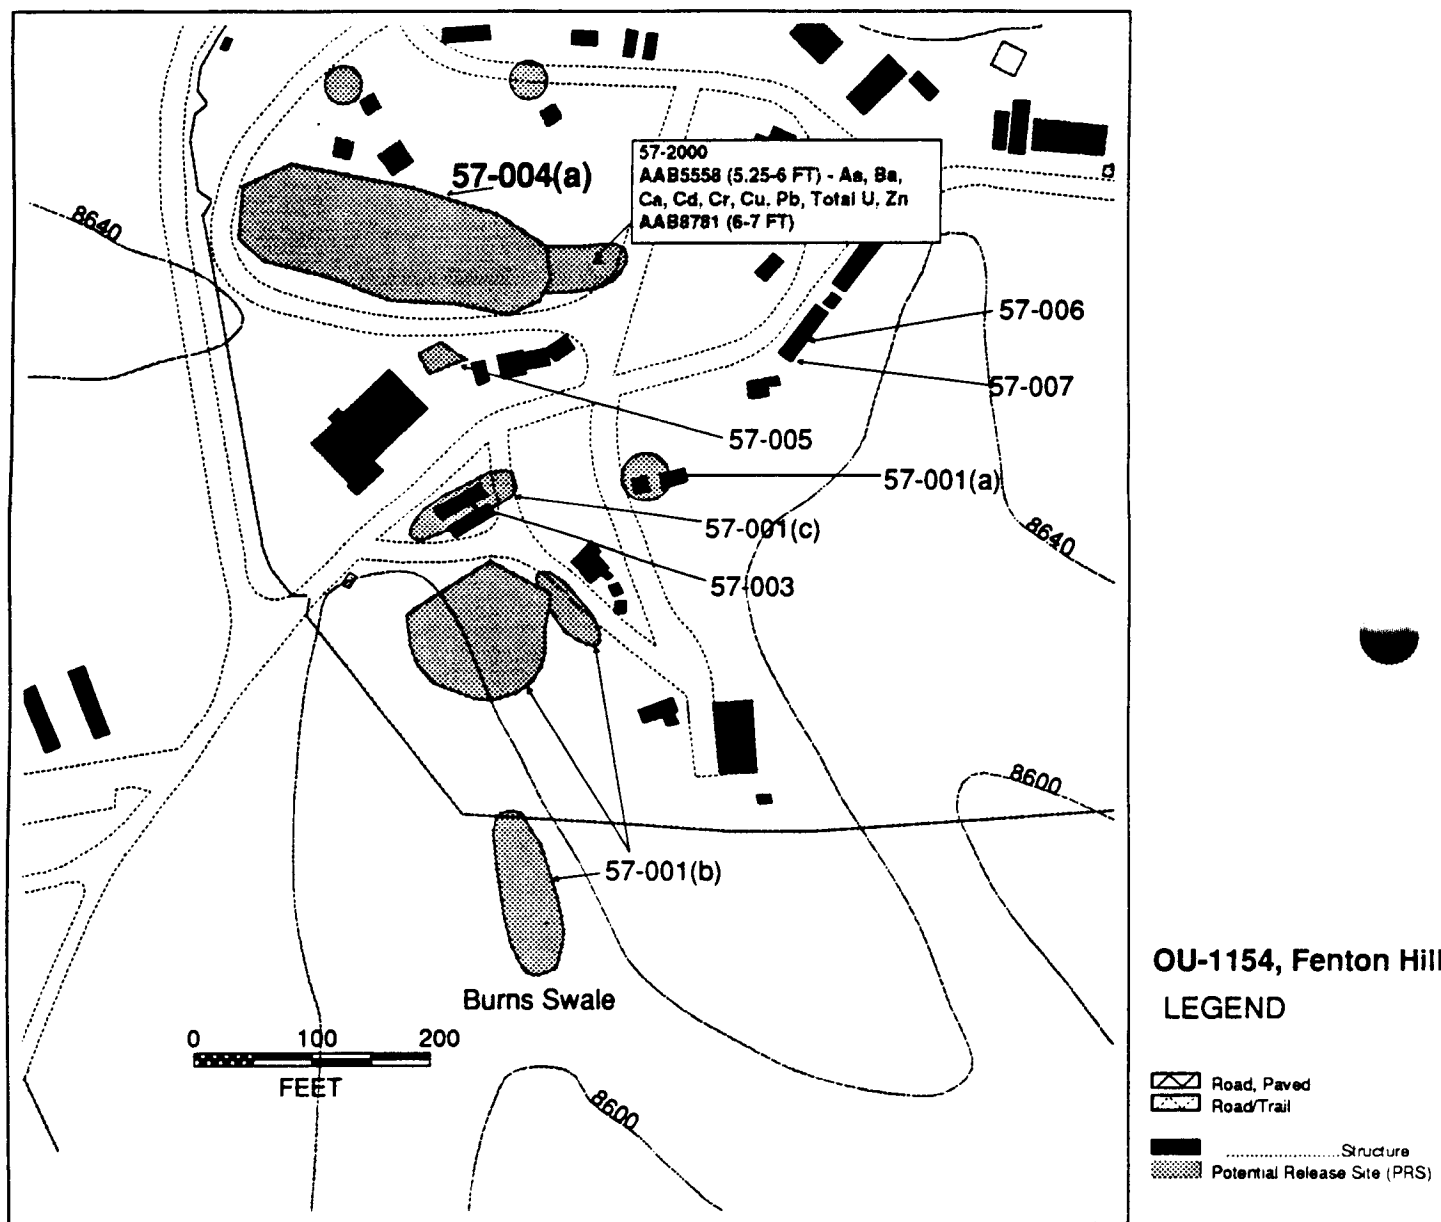 57-2000
AAB5558 (5.25-6 FT) - As, Ba,
Ca, Cd, Cr, Cu, Pb, Total U, Zn
AAB8781 (6-7 FT)
57-004(a)
8640
57-006
57-007
57-005
57-001(a)
57-001(c)
8640
57-003
8600
57-001(b)
Burns Swale
0 100 200
FEET
8600
OU-1154, Fenton Hill
LEGEND
Road, Paved
Road/Trail
....................Structure
Potential Release Site (PRS)